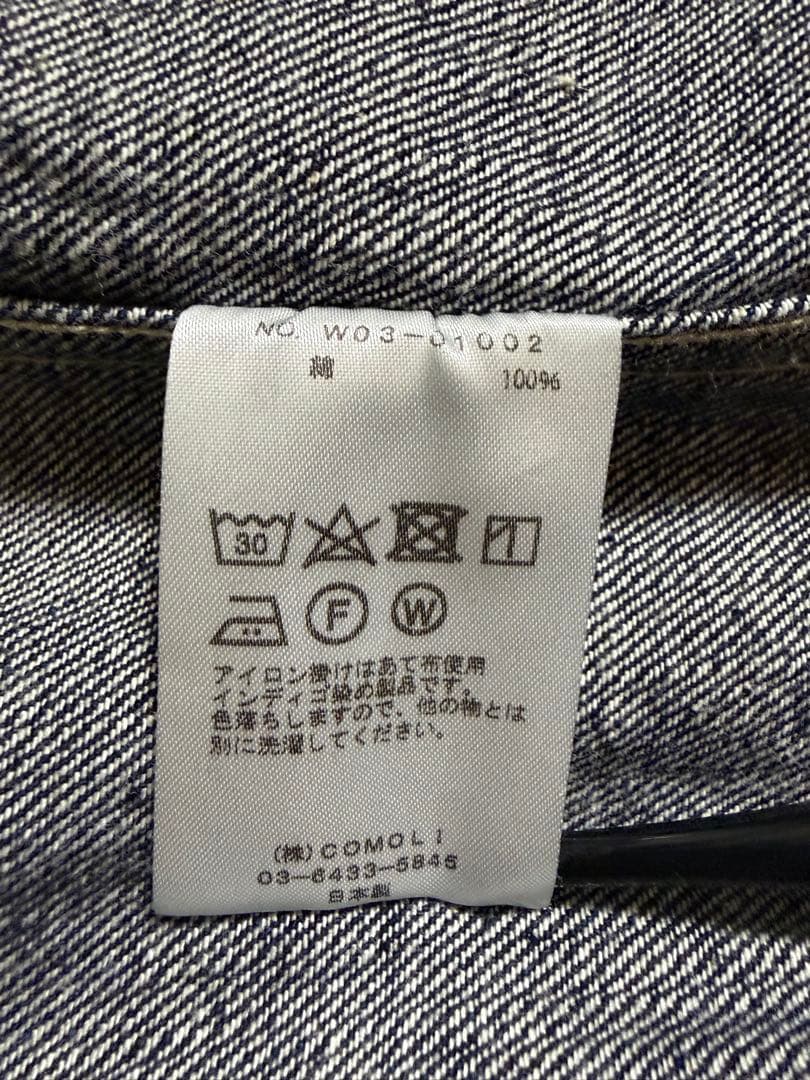 NO. W03-01002
綿 100%
30
F W
アイロン掛けはあて布使用
インディゴ染め製品です。
色落ちしますので、他の物とは
別に洗濯してください。
(株)COMOLI
03-6433-5845
日本製